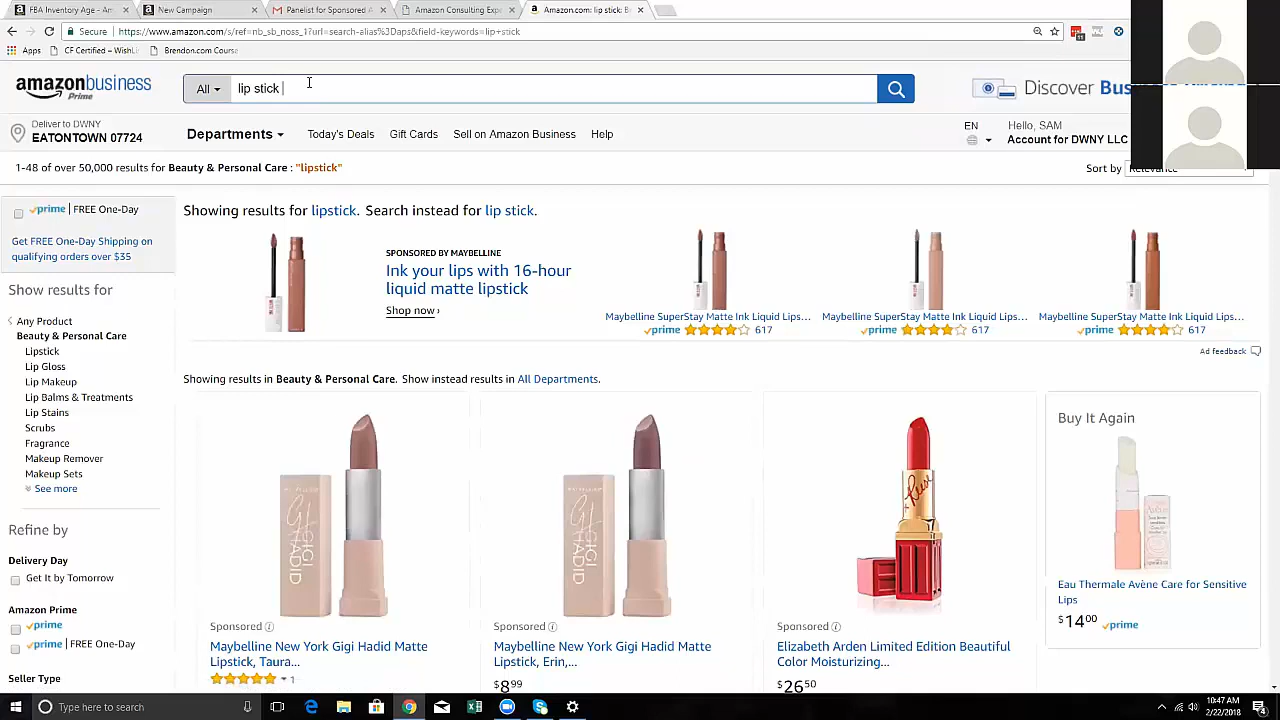 FBA Inventory Age - Am
New Campaign
Panelist for Sponsored A
Amazon Consulting Expe
Amazon.com: lip stick: B
Secure | https://www.amazon.com/s/ref=nb_sb_noss_1?url=search-alias%3Daps&field-keywords=lip+stick
11
Apps
CF Certified – WishLi
Brendon.com Course
amazonbusiness
Prime
All
lip stick
Discover Bus
Deliver to DWNY
EATONTOWN 07724
Departments
Today's Deals
Gift Cards
Sell on Amazon Business
Help
EN
Hello, SAM
Account for DWNY LLC
1-48 of over 50,000 results for Beauty & Personal Care : "lipstick"
Sort by Relevance
prime | FREE One-Day
Get FREE One-Day Shipping on
qualifying orders over $35
Show results for
Any Product
Beauty & Personal Care
Lipstick
Lip Gloss
Lip Makeup
Lip Balms & Treatments
Lip Stains
Scrubs
Fragrance
Makeup Remover
Makeup Sets
See more
Refine by
Delivery Day
Get It by Tomorrow
Amazon Prime
prime
prime | FREE One-Day
Seller Type
Showing results for lipstick. Search instead for lip stick.
SPONSORED BY MAYBELLINE
Ink your lips with 16-hour
liquid matte lipstick
Shop now ›
Maybelline SuperStay Matte Ink Liquid Lips…
prime 617
Maybelline SuperStay Matte Ink Liquid Lips…
prime 617
Maybelline SuperStay Matte Ink Liquid Lips…
prime 617
Ad feedback
Showing results in Beauty & Personal Care. Show instead results in All Departments.
GIGI
HADID
Sponsored
Maybelline New York Gigi Hadid Matte
Lipstick, Taura...
1
GIGI
HADID
Sponsored
Maybelline New York Gigi Hadid Matte
Lipstick, Erin,...
$8.99
Reese
Sponsored
Elizabeth Arden Limited Edition Beautiful
Color Moisturizing...
$26.50
Buy It Again
Avène
Eau Thermale Avène Care for Sensitive
Lips
$14.00 prime
Type here to search
10:47 AM
2/22/2018
4